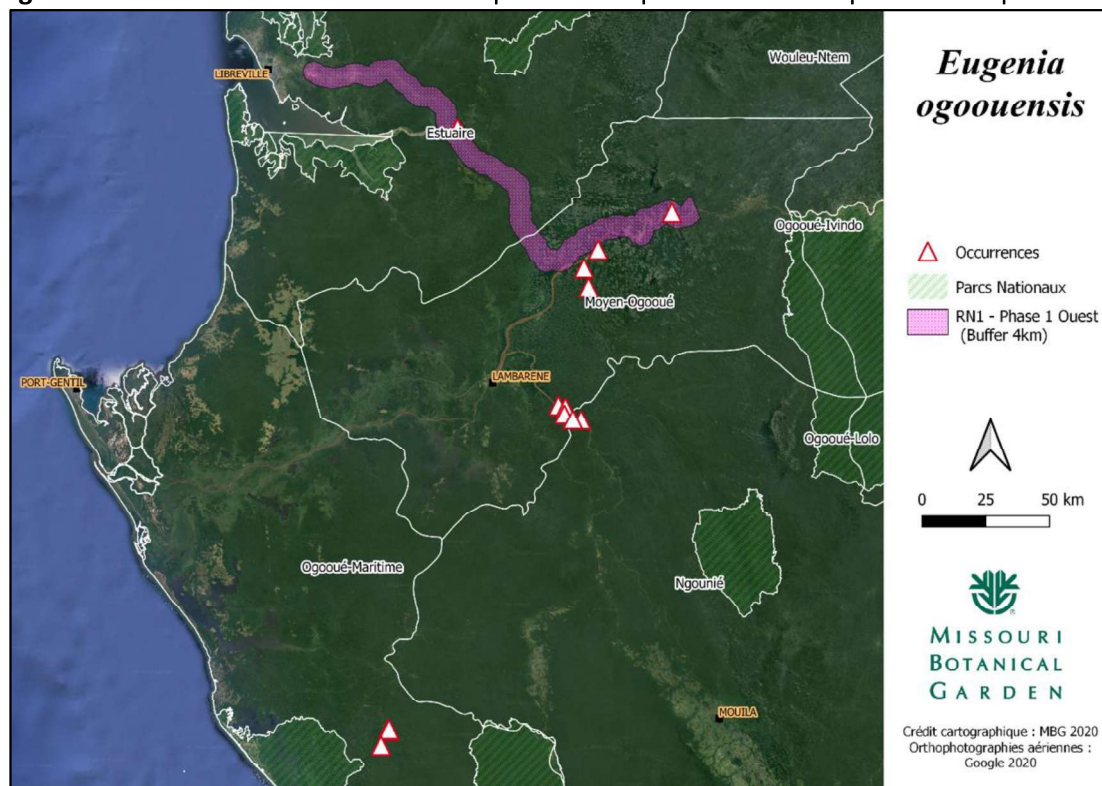 Eugenia
ogoouensis
Wouleu-Ntem
LIBREVILLE
Estuaire
Ogooué-Ivindo
Moyen-Ogooué
PORT-GENTIL
LAMBARENE
Ogooué-Lolo
Ogooué-Maritime
Ngounié
MOUILA
Occurrences
Parcs Nationaux
RN1 - Phase 1 Ouest
(Buffer 4km)
0 25 50 km
MISSOURI
BOTANICAL
GARDEN
Crédit cartographique : MBG 2020
Orthophotographies aériennes :
Google 2020